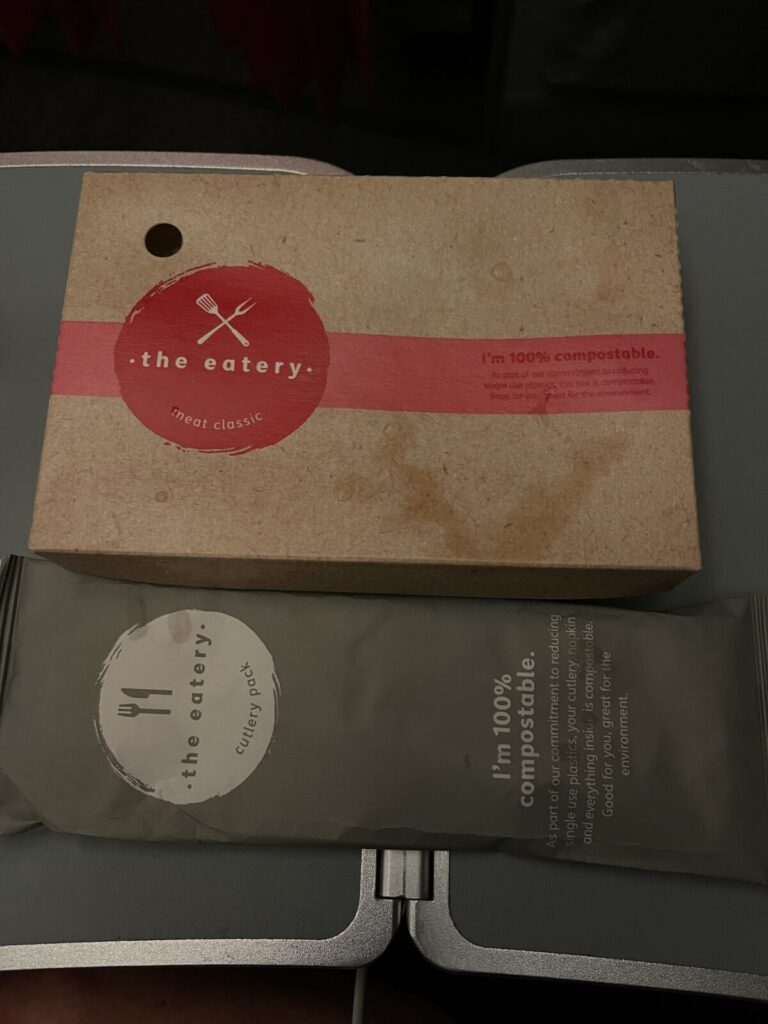 ·the eatery·
meat classic
I'm 100% compostable.
As part of our commitment to reducing
single use plastics, this box is compostable.
Good for you, great for the environment.
·the eatery·
cutlery pack
I'm 100%
compostable.
As part of our commitment to reducing
single use plastics, your cutlery, napkin
and everything inside is compostable.
Good for you, great for the
environment.